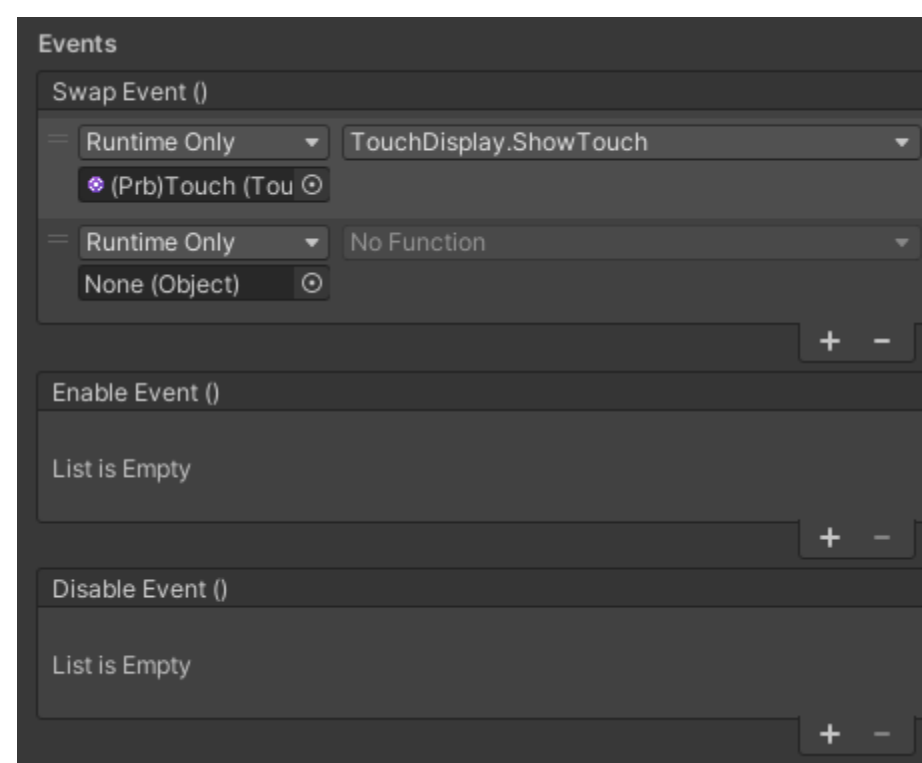 Events
Swap Event ()
Runtime Only TouchDisplay.ShowTouch
(Prb)Touch (Tou
Runtime Only No Function
None (Object)
Enable Event ()
List is Empty
Disable Event ()
List is Empty